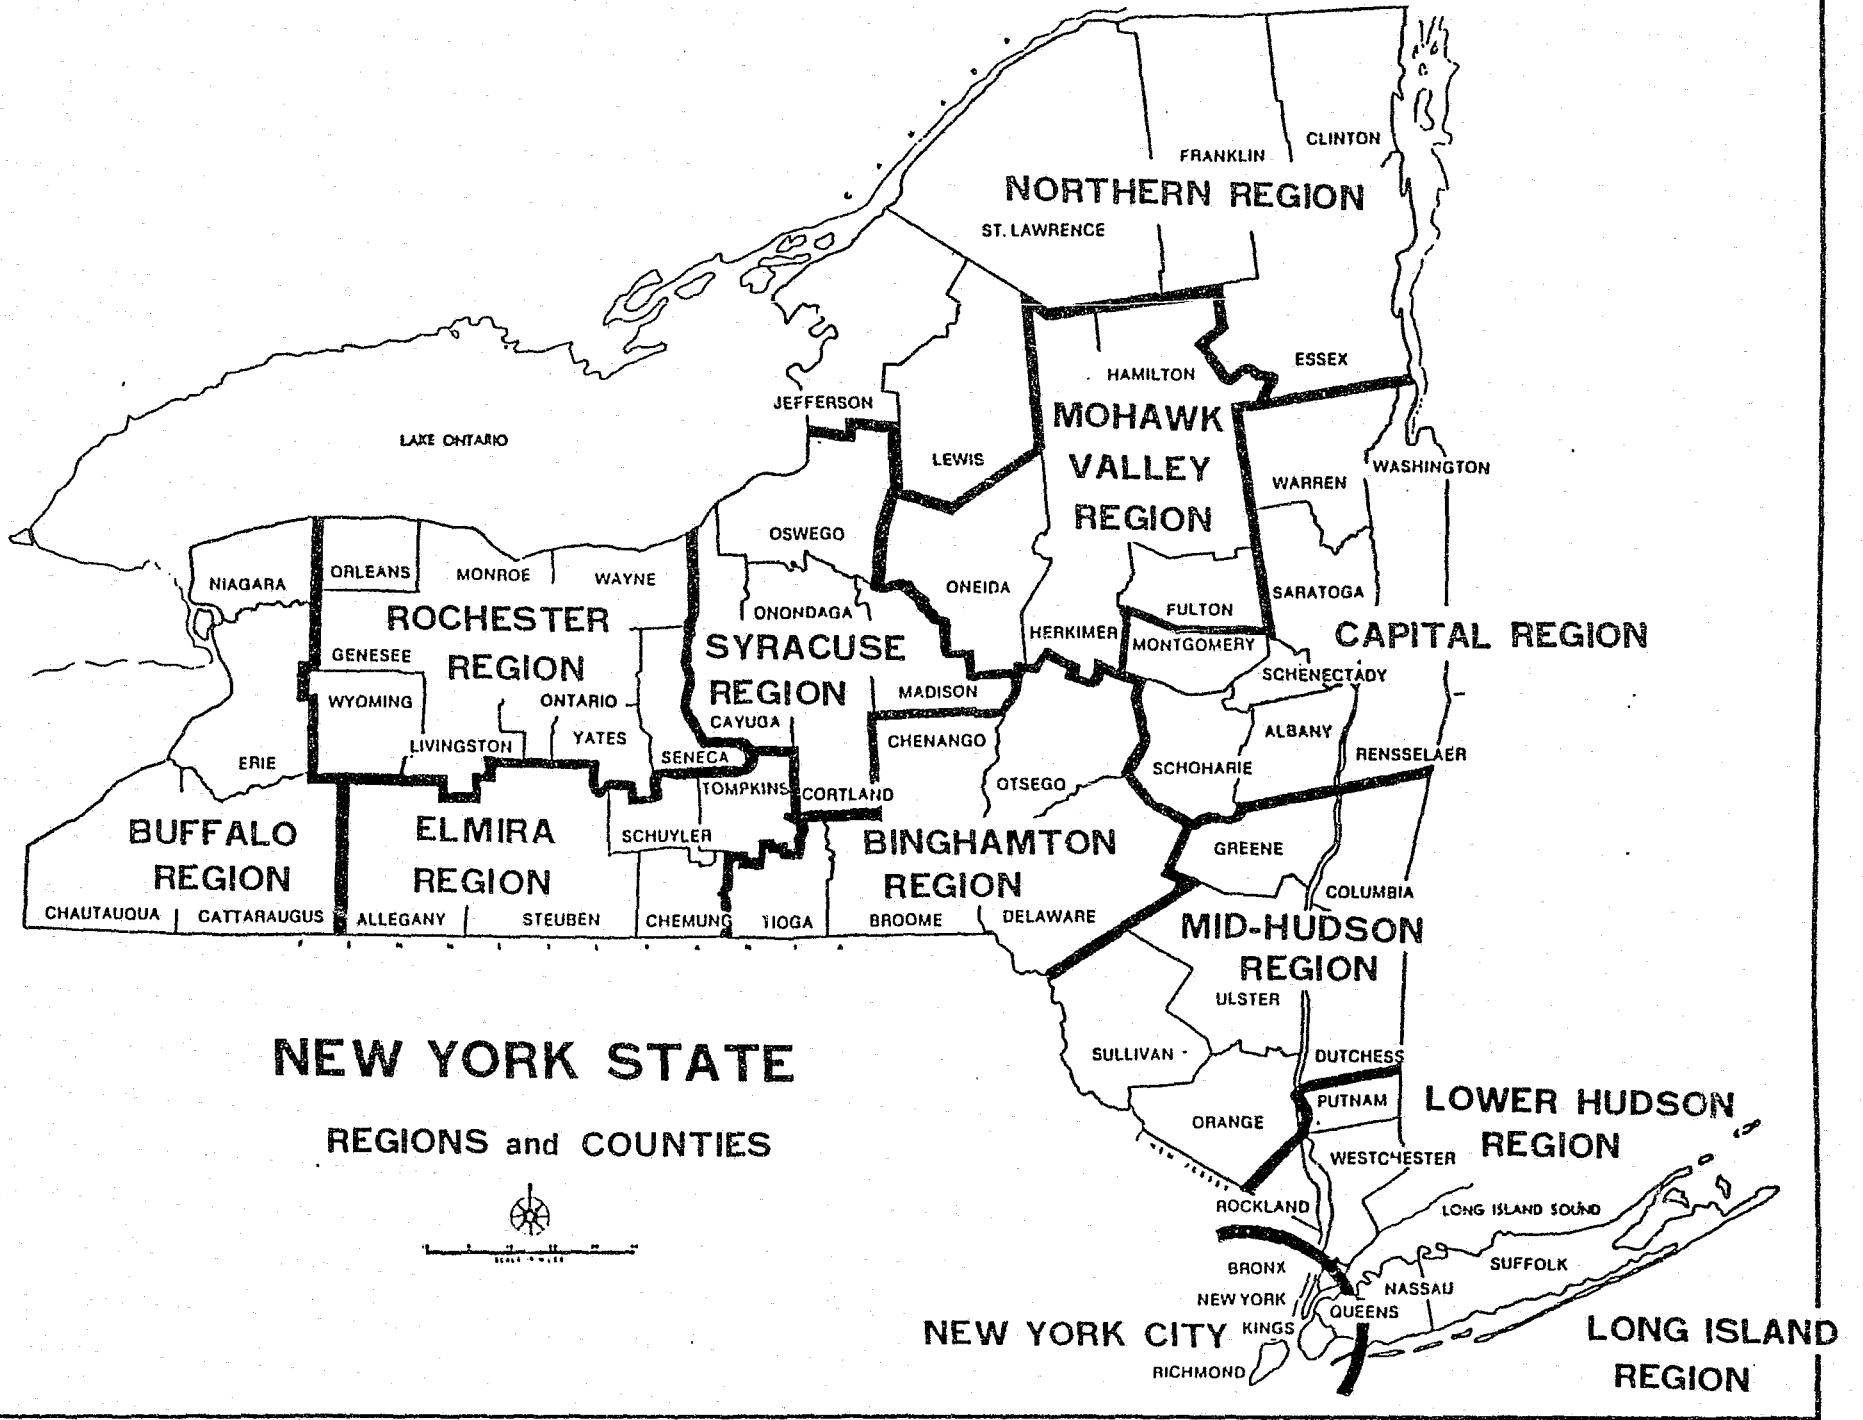 CLINTON
FRANKLIN
NORTHERN REGION
ST. LAWRENCE
ESSEX
HAMILTON
JEFFERSON
MOHAWK
VALLEY
REGION
LAKE ONTARIO
LEWIS
WASHINGTON
WARREN
OSWEGO
NIAGARA
ORLEANS
MONROE
WAYNE
ONEIDA
SARATOGA
ROCHESTER
REGION
ONONDAGA
FULTON
HERKIMER
MONTGOMERY
CAPITAL REGION
SYRACUSE
REGION
GENESEE
SCHENECTADY
WYOMING
ONTARIO
MADISON
CAYUGA
ALBANY
LIVINGSTON
YATES
CHENANGO
SENECA
RENSSELAER
ERIE
SCHOHARIE
OTSEGO
TOMPKINS
CORTLAND
BUFFALO
REGION
ELMIRA
REGION
SCHUYLER
BINGHAMTON
REGION
GREENE
COLUMBIA
CHAUTAUQUA
CATTARAUGUS
ALLEGANY
STEUBEN
CHEMUNG
TIOGA
BROOME
DELAWARE
MID-HUDSON
REGION
ULSTER
NEW YORK STATE
SULLIVAN
DUTCHESS
REGIONS and COUNTIES
PUTNAM
LOWER HUDSON
REGION
ORANGE
WESTCHESTER
ROCKLAND
LONG ISLAND SOUND
BRONX
SUFFOLK
NASSAU
NEW YORK
QUEENS
NEW YORK CITY
KINGS
LONG ISLAND
REGION
RICHMOND